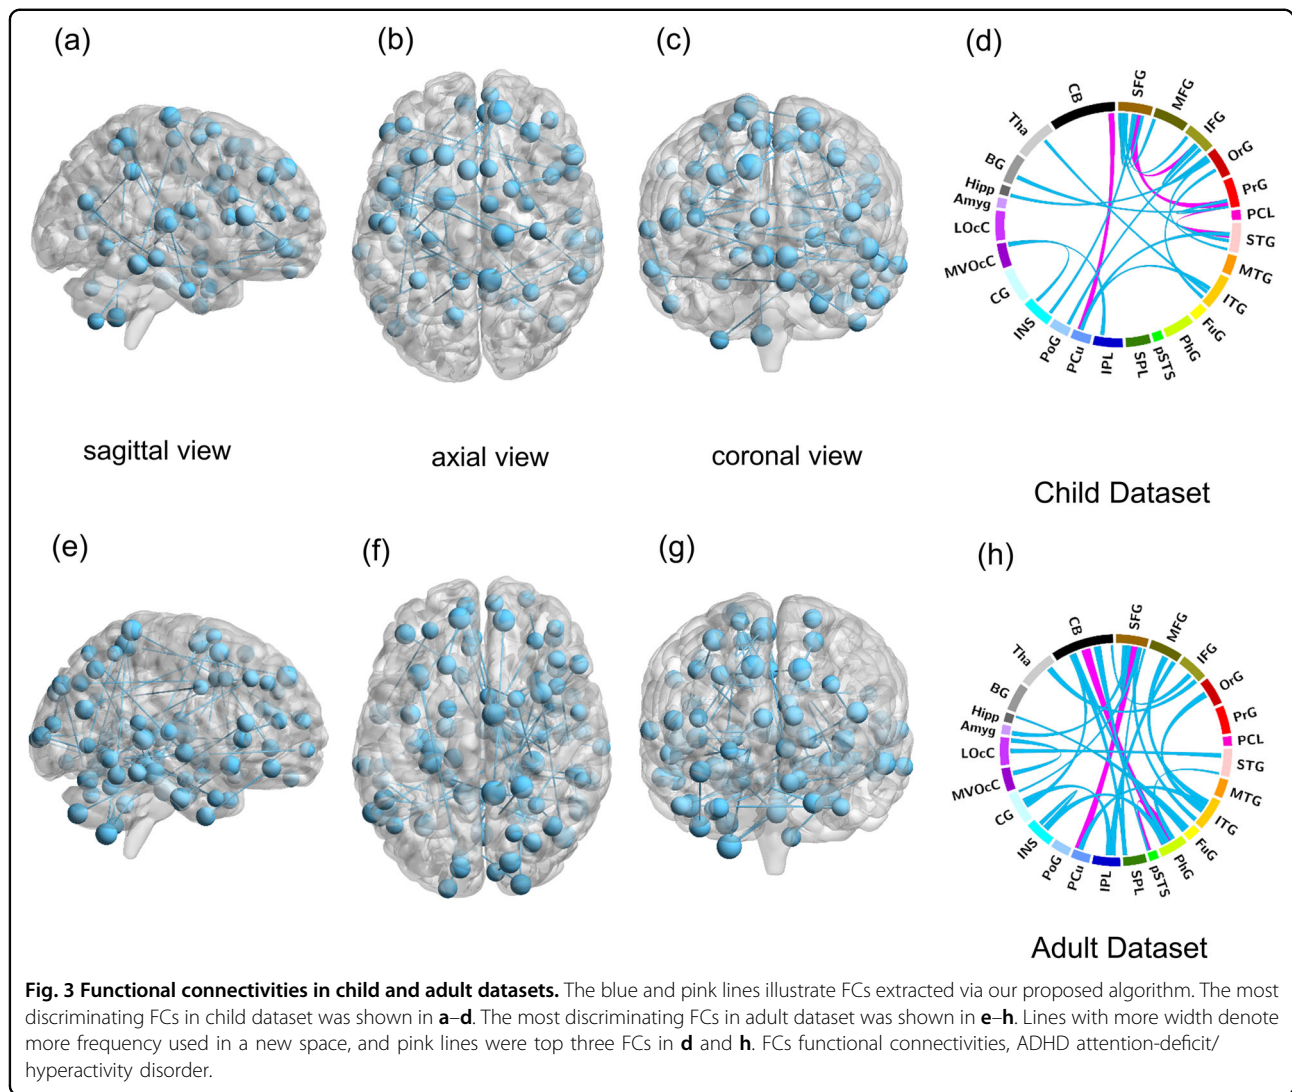 (a)
(b)
(c)
(d)
CB
SFG
MFG
IFG
OrG
PrG
PCL
STG
MTG
ITG
FuG
PhG
pSTS
SPL
IPL
PCu
PoG
INS
CG
MVOcC
LOcC
Amyg
Hipp
BG
Tha
sagittal view
axial view
coronal view
Child Dataset
(e)
(f)
(g)
(h)
CB
SFG
MFG
IFG
OrG
PrG
PCL
STG
MTG
ITG
FuG
PhG
pSTS
SPL
IPL
PCu
PoG
INS
CG
MVOcC
LOcC
Amyg
Hipp
BG
Tha
Adult Dataset
Fig. 3 Functional connectivities in child and adult datasets. The blue and pink lines illustrate FCs extracted via our proposed algorithm. The most
discriminating FCs in child dataset was shown in a–d. The most discriminating FCs in adult dataset was shown in e–h. Lines with more width denote
more frequency used in a new space, and pink lines were top three FCs in d and h. FCs functional connectivities, ADHD attention-deficit/
hyperactivity disorder.